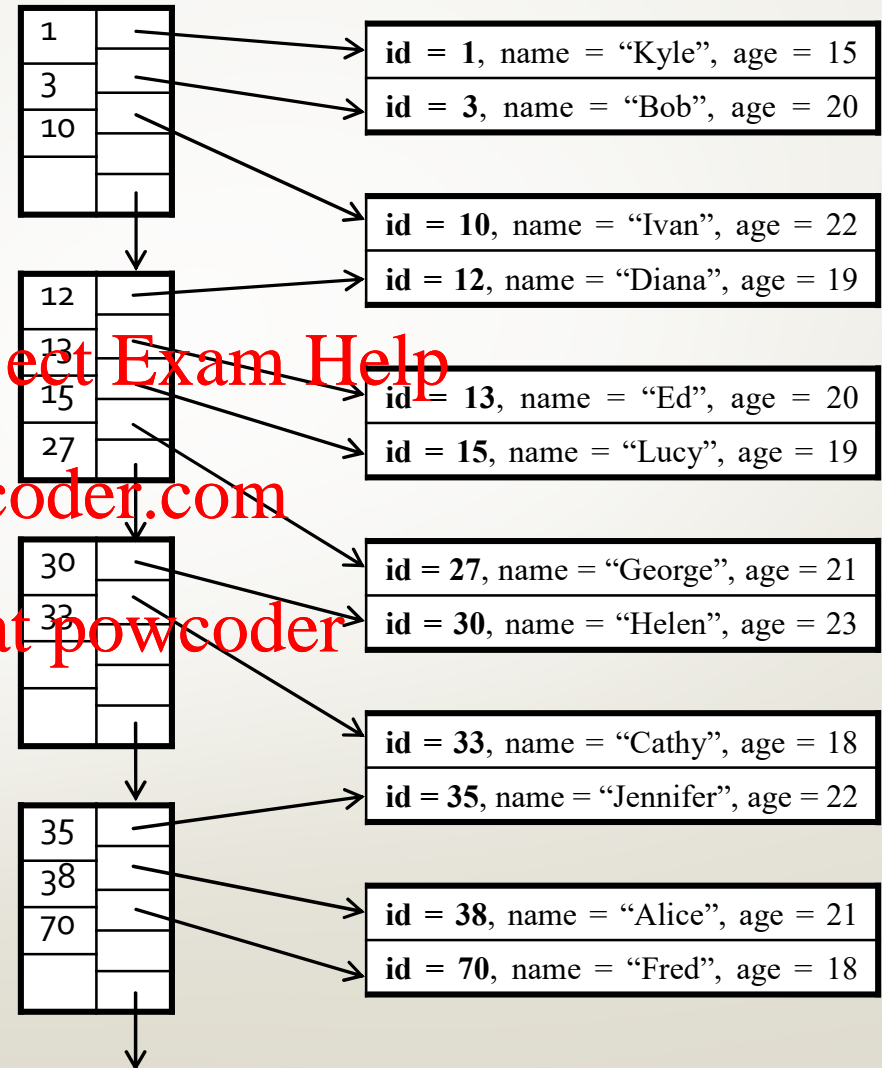 1
id = 1, name = “Kyle”, age = 15
3
id = 3, name = “Bob”, age = 20
10
id = 10, name = “Ivan”, age = 22
12
id = 12, name = “Diana”, age = 19
13
ect Exam Help
15
id = 13, name = “Ed”, age = 20
27
id = 15, name = “Lucy”, age = 19
coder.com
30
id = 27, name = “George”, age = 21
33
id = 30, name = “Helen”, age = 23
at powcoder
id = 33, name = “Cathy”, age = 18
id = 35, name = “Jennifer”, age = 22
35
38
id = 38, name = “Alice”, age = 21
70
id = 70, name = “Fred”, age = 18